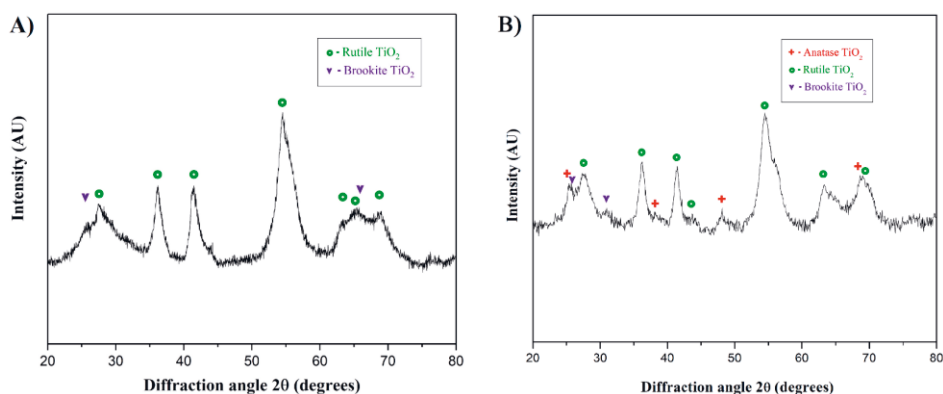 A)
Intensity (AU)
o - Rutile TiO₂
▼ - Brookite TiO₂
20 30 40 50 60 70 80
Diffraction angle 2θ (degrees)
B)
Intensity (AU)
+ - Anatase TiO₂
o - Rutile TiO₂
▼ - Brookite TiO₂
20 30 40 50 60 70 80
Diffraction angle 2θ (degrees)